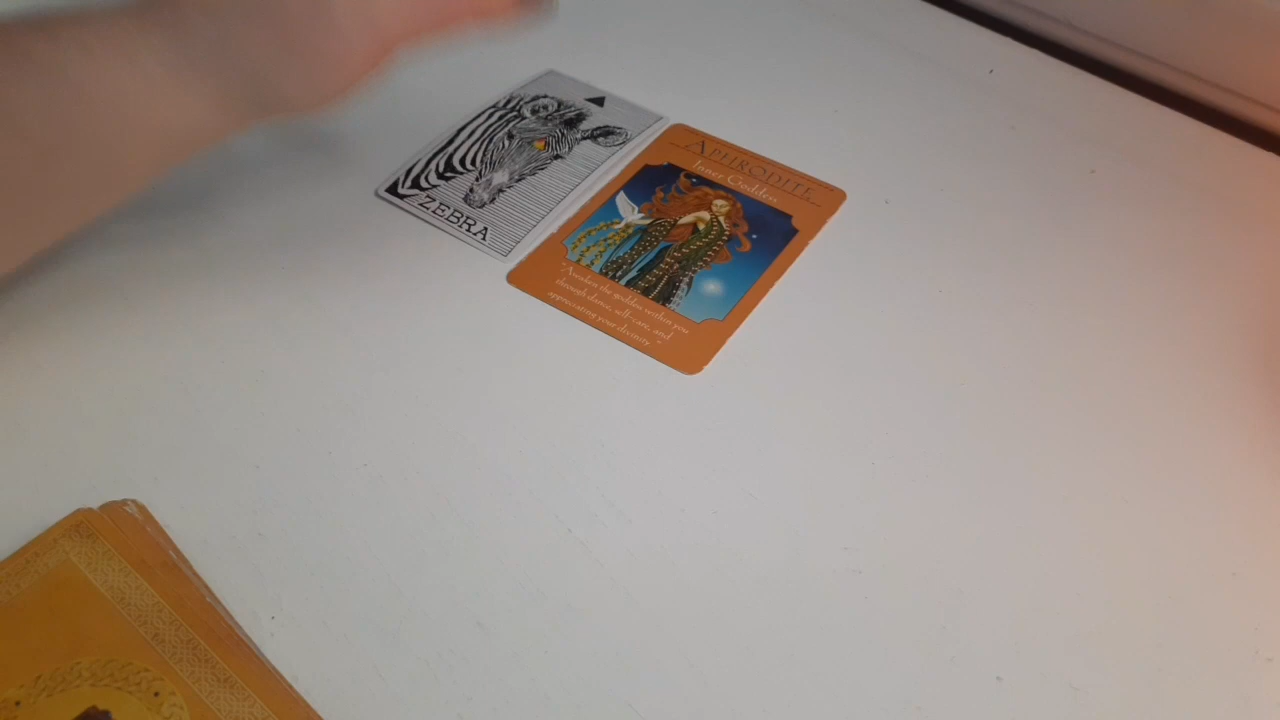 ZEBRA
APHRODITE
Inner Goddess
"Awaken the goddess within you
through dance, self-care, and
appreciating your divinity."